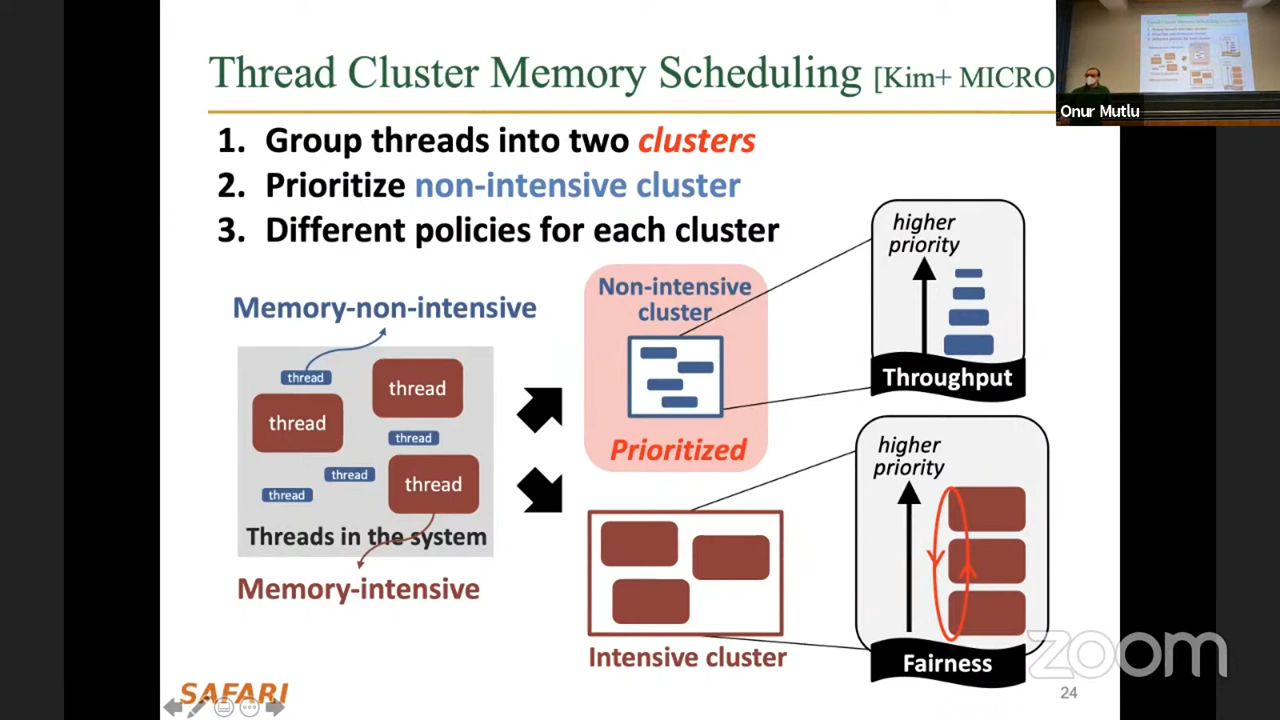 Thread Cluster Memory Scheduling [Kim+ MICRO
Onur Mutlu
1. Group threads into two clusters
2. Prioritize non-intensive cluster
3. Different policies for each cluster
higher
priority
Throughput
Non-intensive
cluster
Prioritized
Memory-non-intensive
thread
thread
thread
thread
thread
thread
thread
Threads in the system
Memory-intensive
Intensive cluster
higher
priority
Fairness
zoom
SAFARI
24